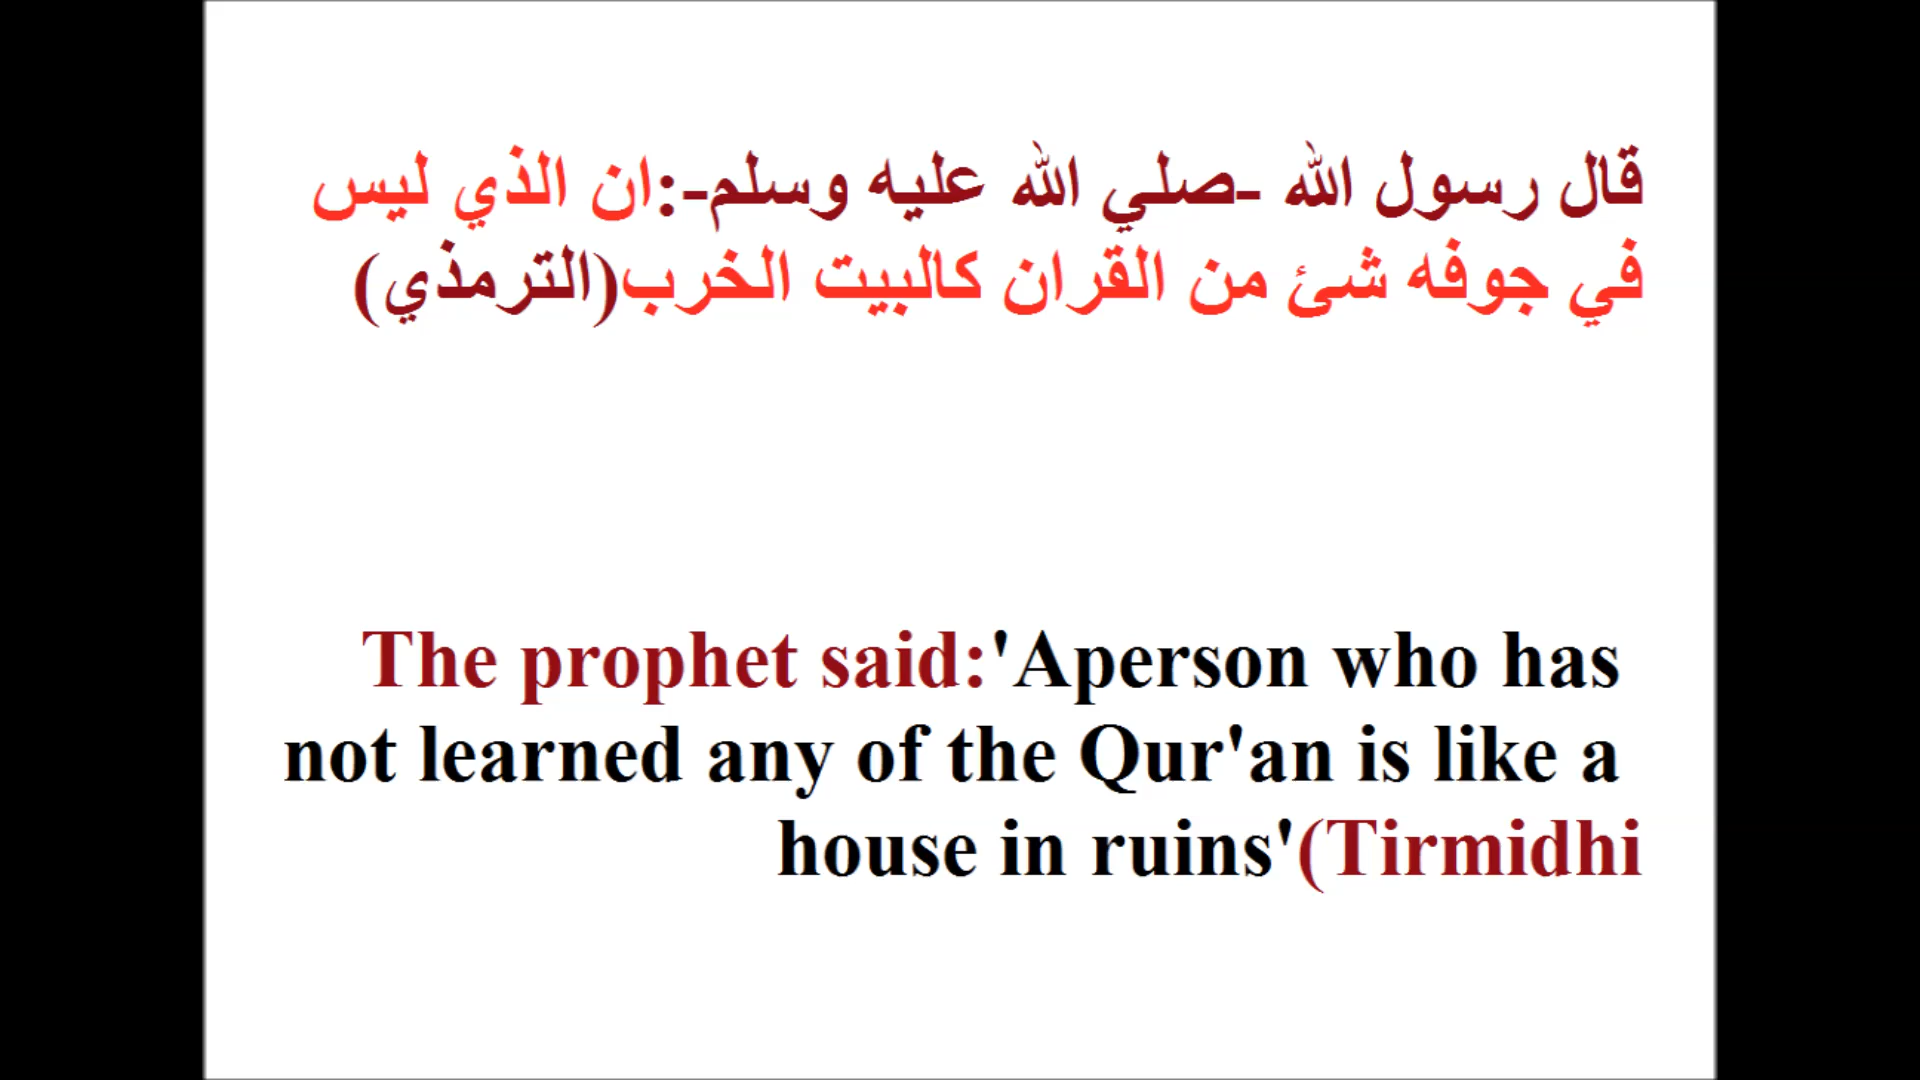 قال رسول الله -صلي الله عليه وسلم-:ان الذي ليس
في جوفه شئ من القران كالبيت الخرب(الترمذي)
The prophet said:'Aperson who has
not learned any of the Qur'an is like a
house in ruins'(Tirmidhi